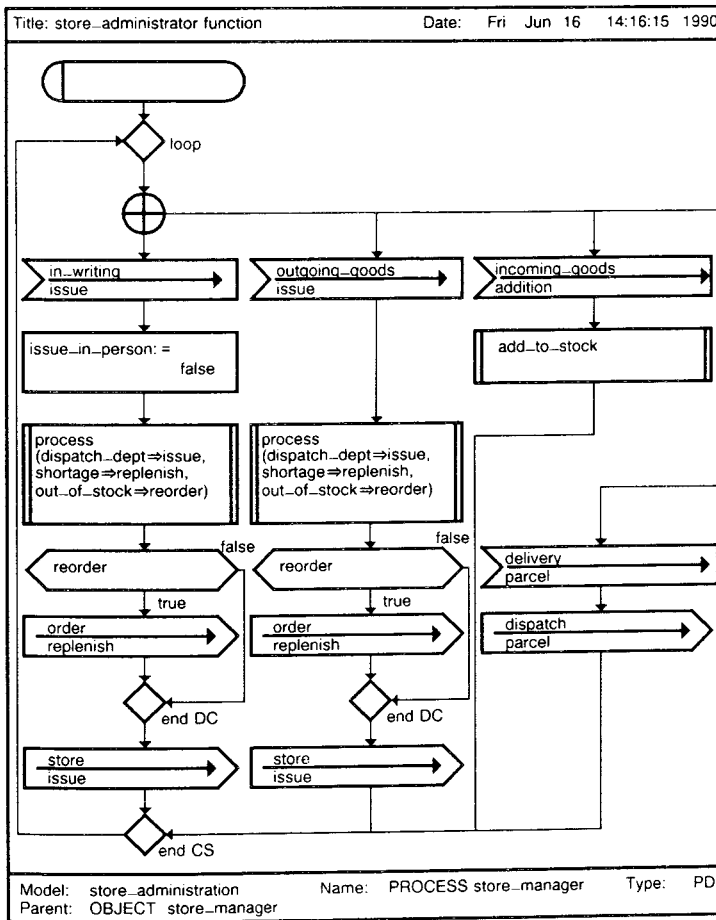 Title: store_administrator function Date: Fri Jun 16 14:16:15 1990
loop
in_writing
issue
outgoing_goods
issue
incoming_goods
addition
issue_in_person: =
false
add_to_stock
process
(dispatch_dept⇒issue,
shortage⇒replenish,
out_of_stock⇒reorder)
process
(dispatch_dept⇒issue,
shortage⇒replenish,
out_of_stock⇒reorder)
false
reorder
true
false
reorder
true
delivery
parcel
order
replenish
order
replenish
dispatch
parcel
end DC
end DC
store
issue
store
issue
end CS
Model: store_administration Name: PROCESS store_manager Type: PD
Parent: OBJECT store_manager